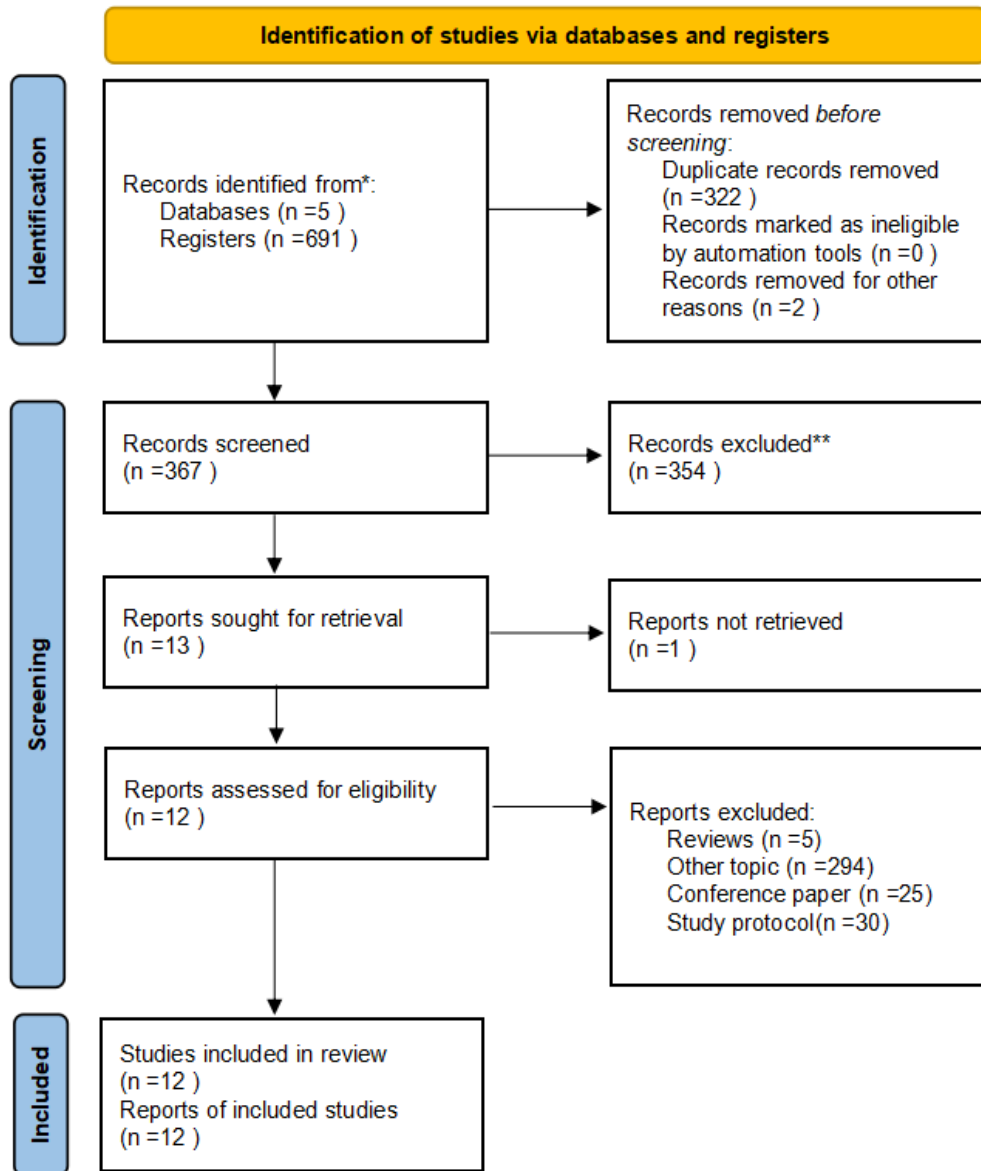 Identification of studies via databases and registers
Identification
Records identified from*:
Databases (n =5 )
Registers (n =691 )
Records removed before
screening:
Duplicate records removed
(n =322 )
Records marked as ineligible
by automation tools (n =0 )
Records removed for other
reasons (n =2 )
Screening
Records screened
(n =367 )
Records excluded**
(n =354 )
Reports sought for retrieval
(n =13 )
Reports not retrieved
(n =1 )
Reports assessed for eligibility
(n =12 )
Reports excluded:
Reviews (n =5)
Other topic (n =294)
Conference paper (n =25)
Study protocol(n =30)
Included
Studies included in review
(n =12 )
Reports of included studies
(n =12 )